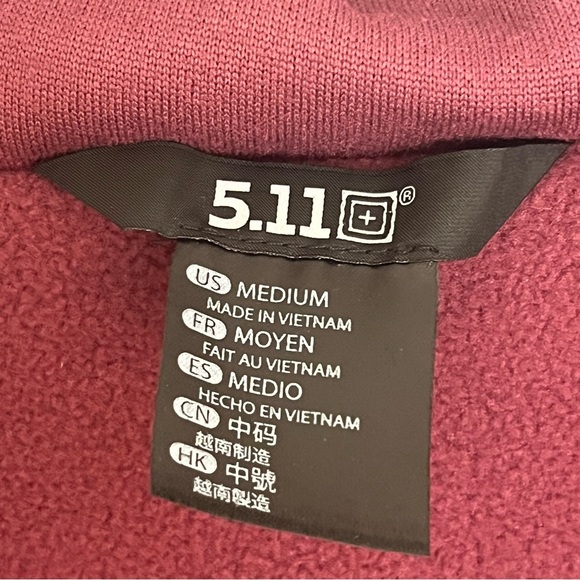 5.11®
US MEDIUM
MADE IN VIETNAM
FR MOYEN
FAIT AU VIETNAM
ES MEDIO
HECHO EN VIETNAM
CN 中码
越南制造
HK 中號
越南製造